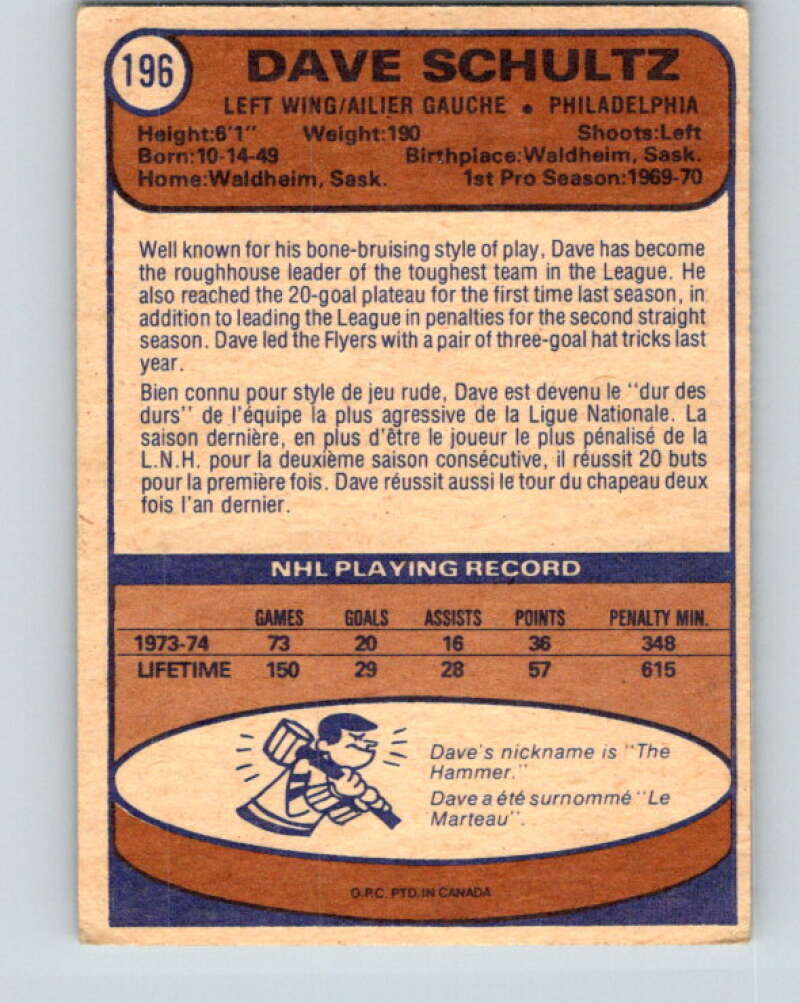 196
DAVE SCHULTZ
LEFT WING/AILIER GAUCHE • PHILADELPHIA
Height:6'1" Weight:190 Shoots:Left
Born:10-14-49 Birthplace:Waldheim, Sask.
Home:Waldheim, Sask. 1st Pro Season:1969-70
Well known for his bone-bruising style of play, Dave has become
the roughhouse leader of the toughest team in the League. He
also reached the 20-goal plateau for the first time last season, in
addition to leading the League in penalties for the second straight
season. Dave led the Flyers with a pair of three-goal hat tricks last
year.
Bien connu pour style de jeu rude, Dave est devenu le "dur des
durs" de l'équipe la plus agressive de la Ligue Nationale. La
saison dernière, en plus d'être le joueur le plus pénalisé de la
L.N.H. pour la deuxième saison consécutive, il réussit 20 buts
pour la première fois. Dave réussit aussi le tour du chapeau deux
fois l'an dernier.
NHL PLAYING RECORD
GAMES GOALS ASSISTS POINTS PENALTY MIN.
1973-74 73 20 16 36 348
LIFETIME 150 29 28 57 615
Dave's nickname is "The
Hammer."
Dave a été surnommé "Le
Marteau".
O.P.C. PTD. IN CANADA